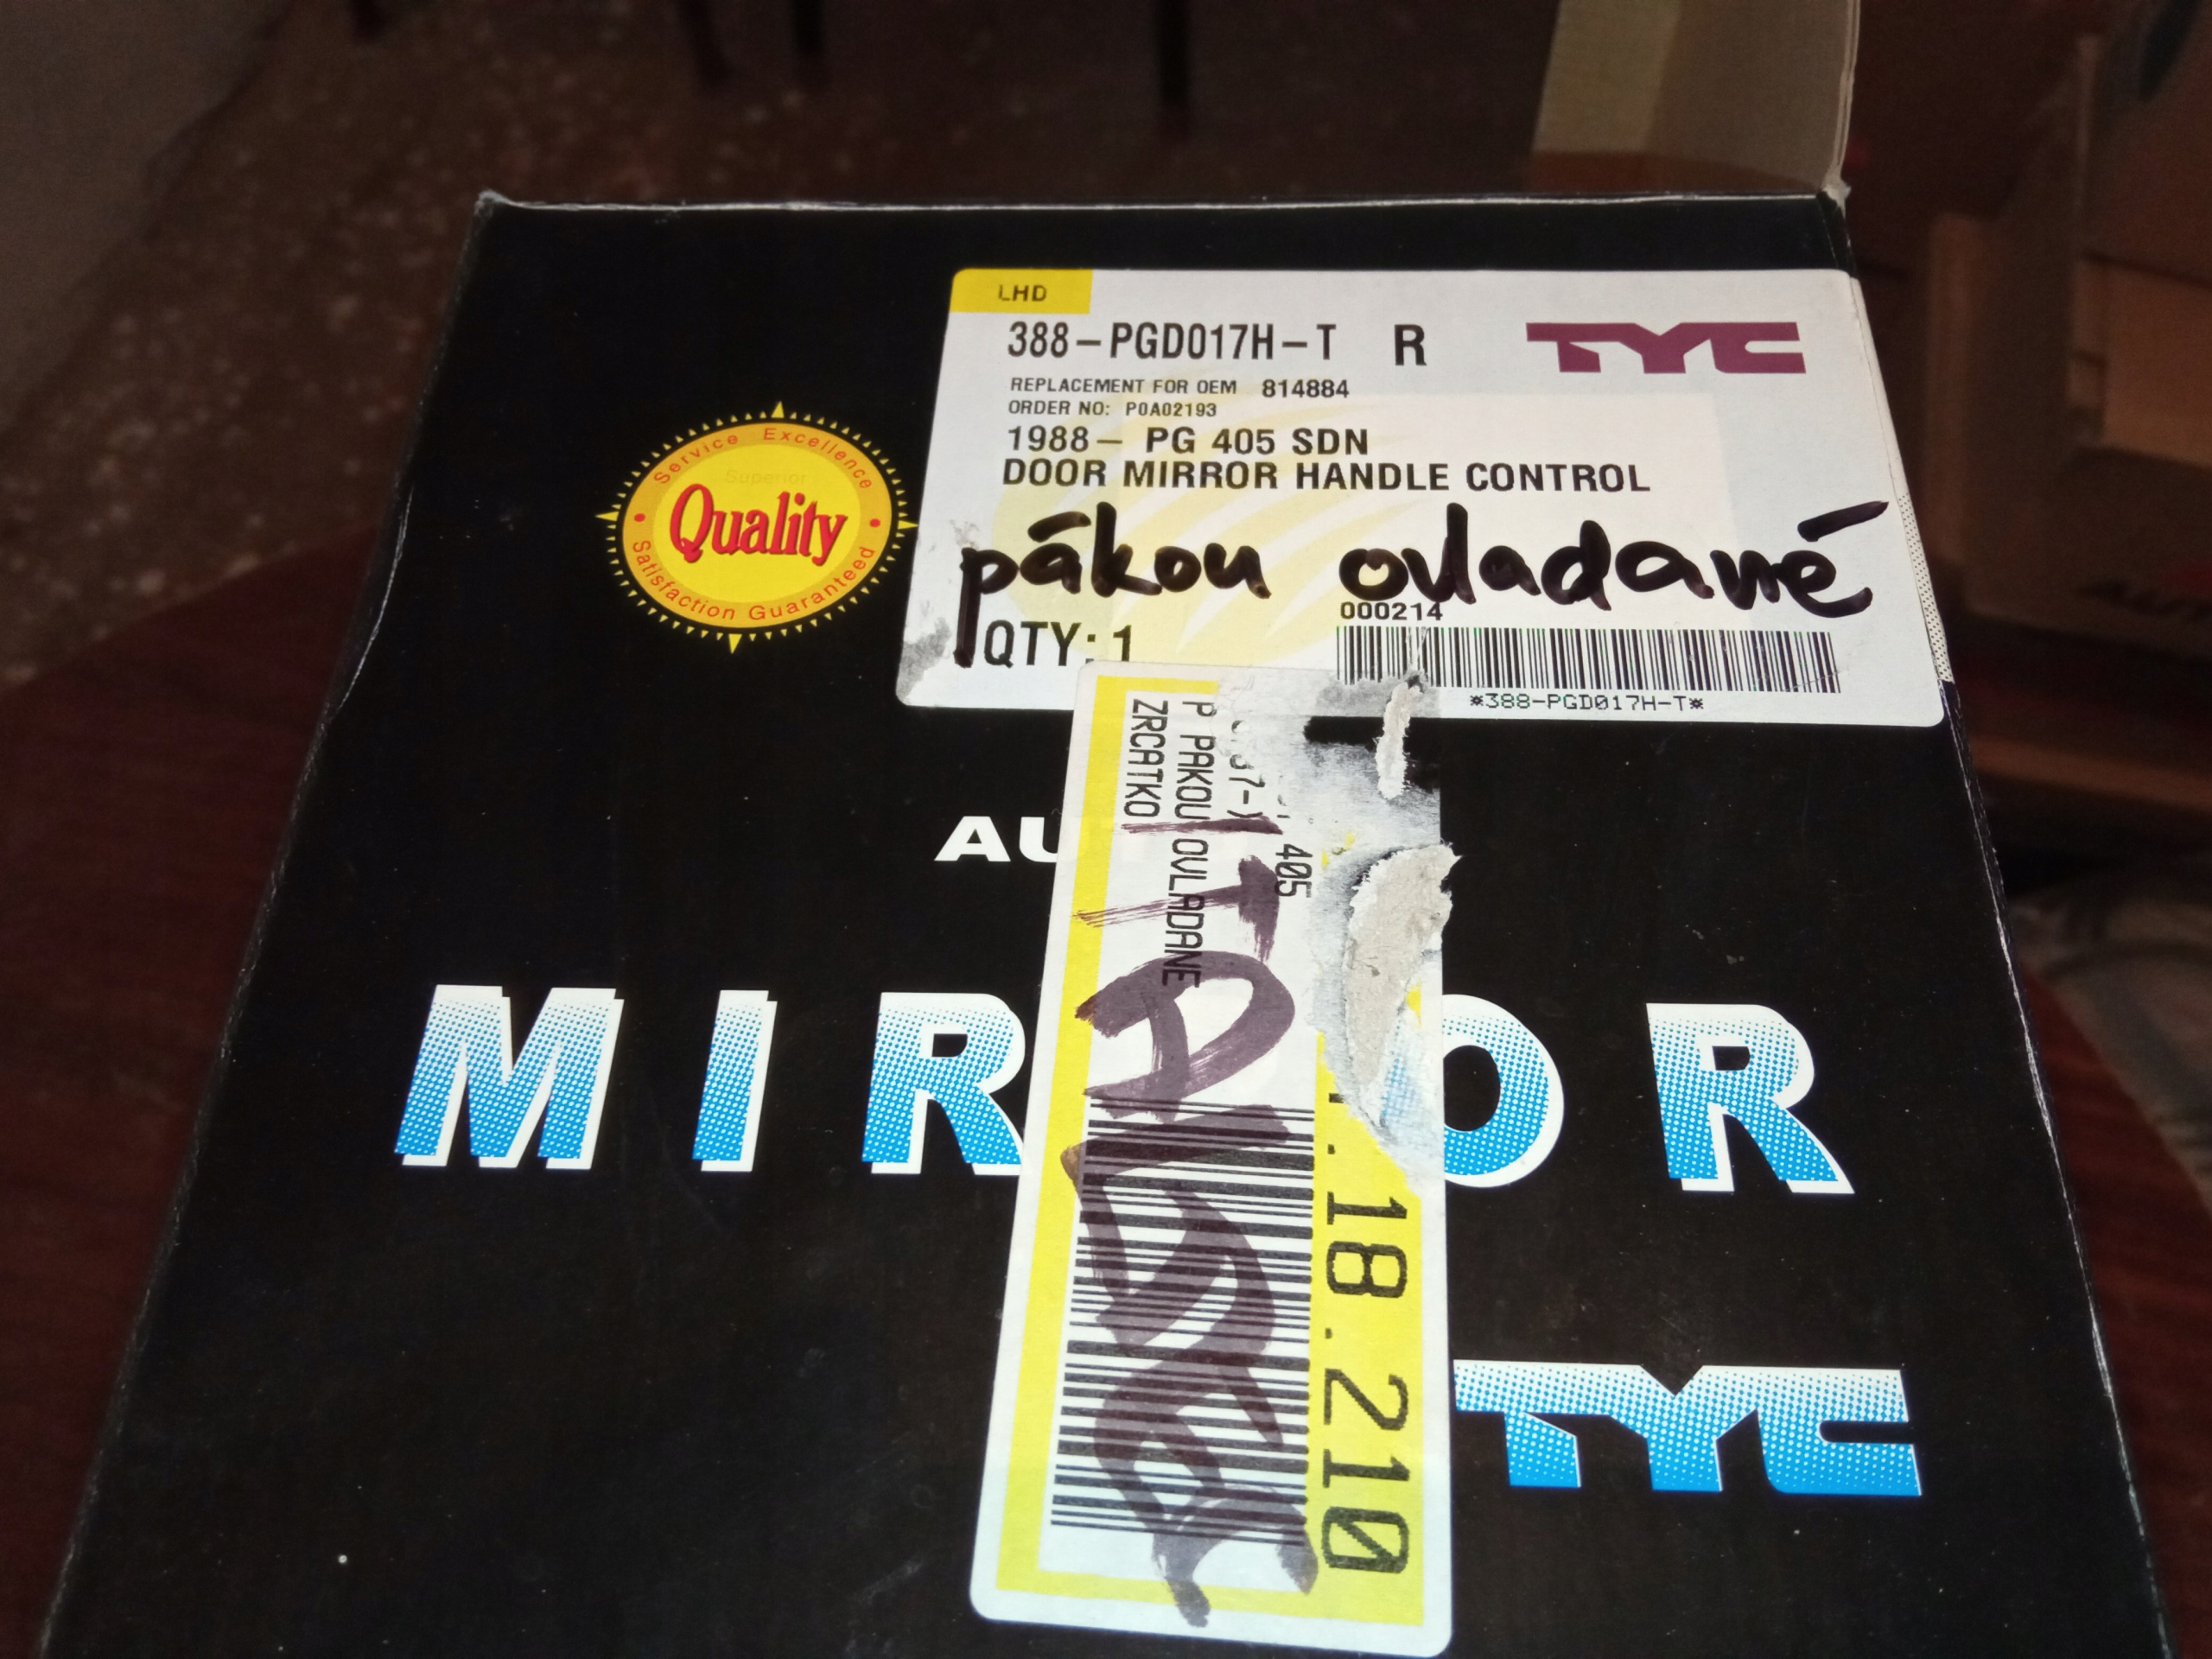 LHD
388-PGD017H-T R TYC
REPLACEMENT FOR OEM 814884
ORDER NO: P0A02193
1988- PG 405 SDN
DOOR MIRROR HANDLE CONTROL
pákou ovladané
000214
QTY: 1
*388-PGD017H-T*
Service Excellence
Superior
Quality
Satisfaction Guaranteed
405
P PAKOU OVLADANE
ZRCATKO
.18.210
TYC